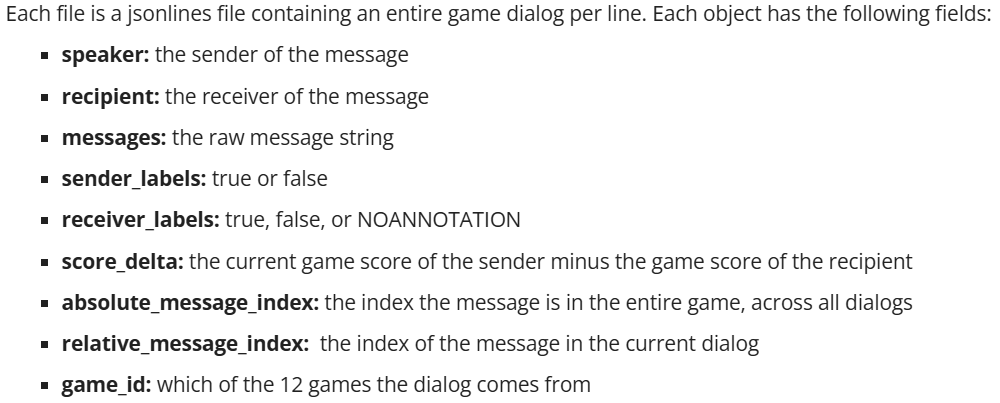 Each file is a jsonlines file containing an entire game dialog per line. Each object has the following fields:
▪ speaker: the sender of the message
▪ recipient: the receiver of the message
▪ messages: the raw message string
▪ sender_labels: true or false
▪ receiver_labels: true, false, or NOANNOTATION
▪ score_delta: the current game score of the sender minus the game score of the recipient
▪ absolute_message_index: the index the message is in the entire game, across all dialogs
▪ relative_message_index: the index of the message in the current dialog
▪ game_id: which of the 12 games the dialog comes from